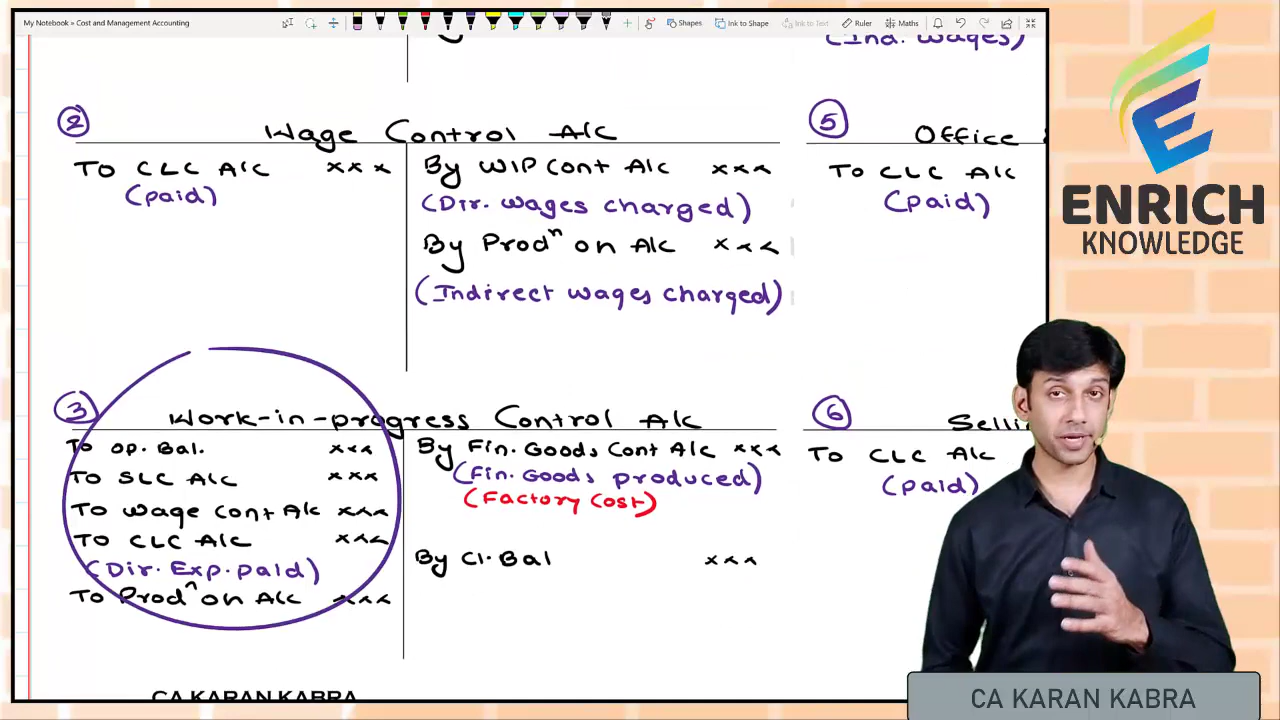 My Notebook » Cost and Management Accounting
Shapes
Ink to Shape
Ink to Text
Ruler
Maths
(Ind. wages)
2
Wage Control A/c
To CLC A/c xxx
(paid)
By WIP Cont A/c xxx
(Dir. wages charged)
By Prodⁿ OH A/c xxx
(Indirect wages charged)
5
Office
To CLC A/c
(paid)
3
Work-in-progress Control A/c
To Op. Bal. xxx
To SLC A/c xxx
To Wage Cont A/c xxx
To CLC A/c xxx
(Dir. Exp. paid)
To Prodⁿ OH A/c xxx
By Fin. Goods Cont A/c xxx
(Fin. Goods produced)
(Factory Cost)
By Cl. Bal xxx
6
Selli
To CLC A/c
(paid)
CA KARAN KABRA
ENRICH
KNOWLEDGE
CA KARAN KABRA